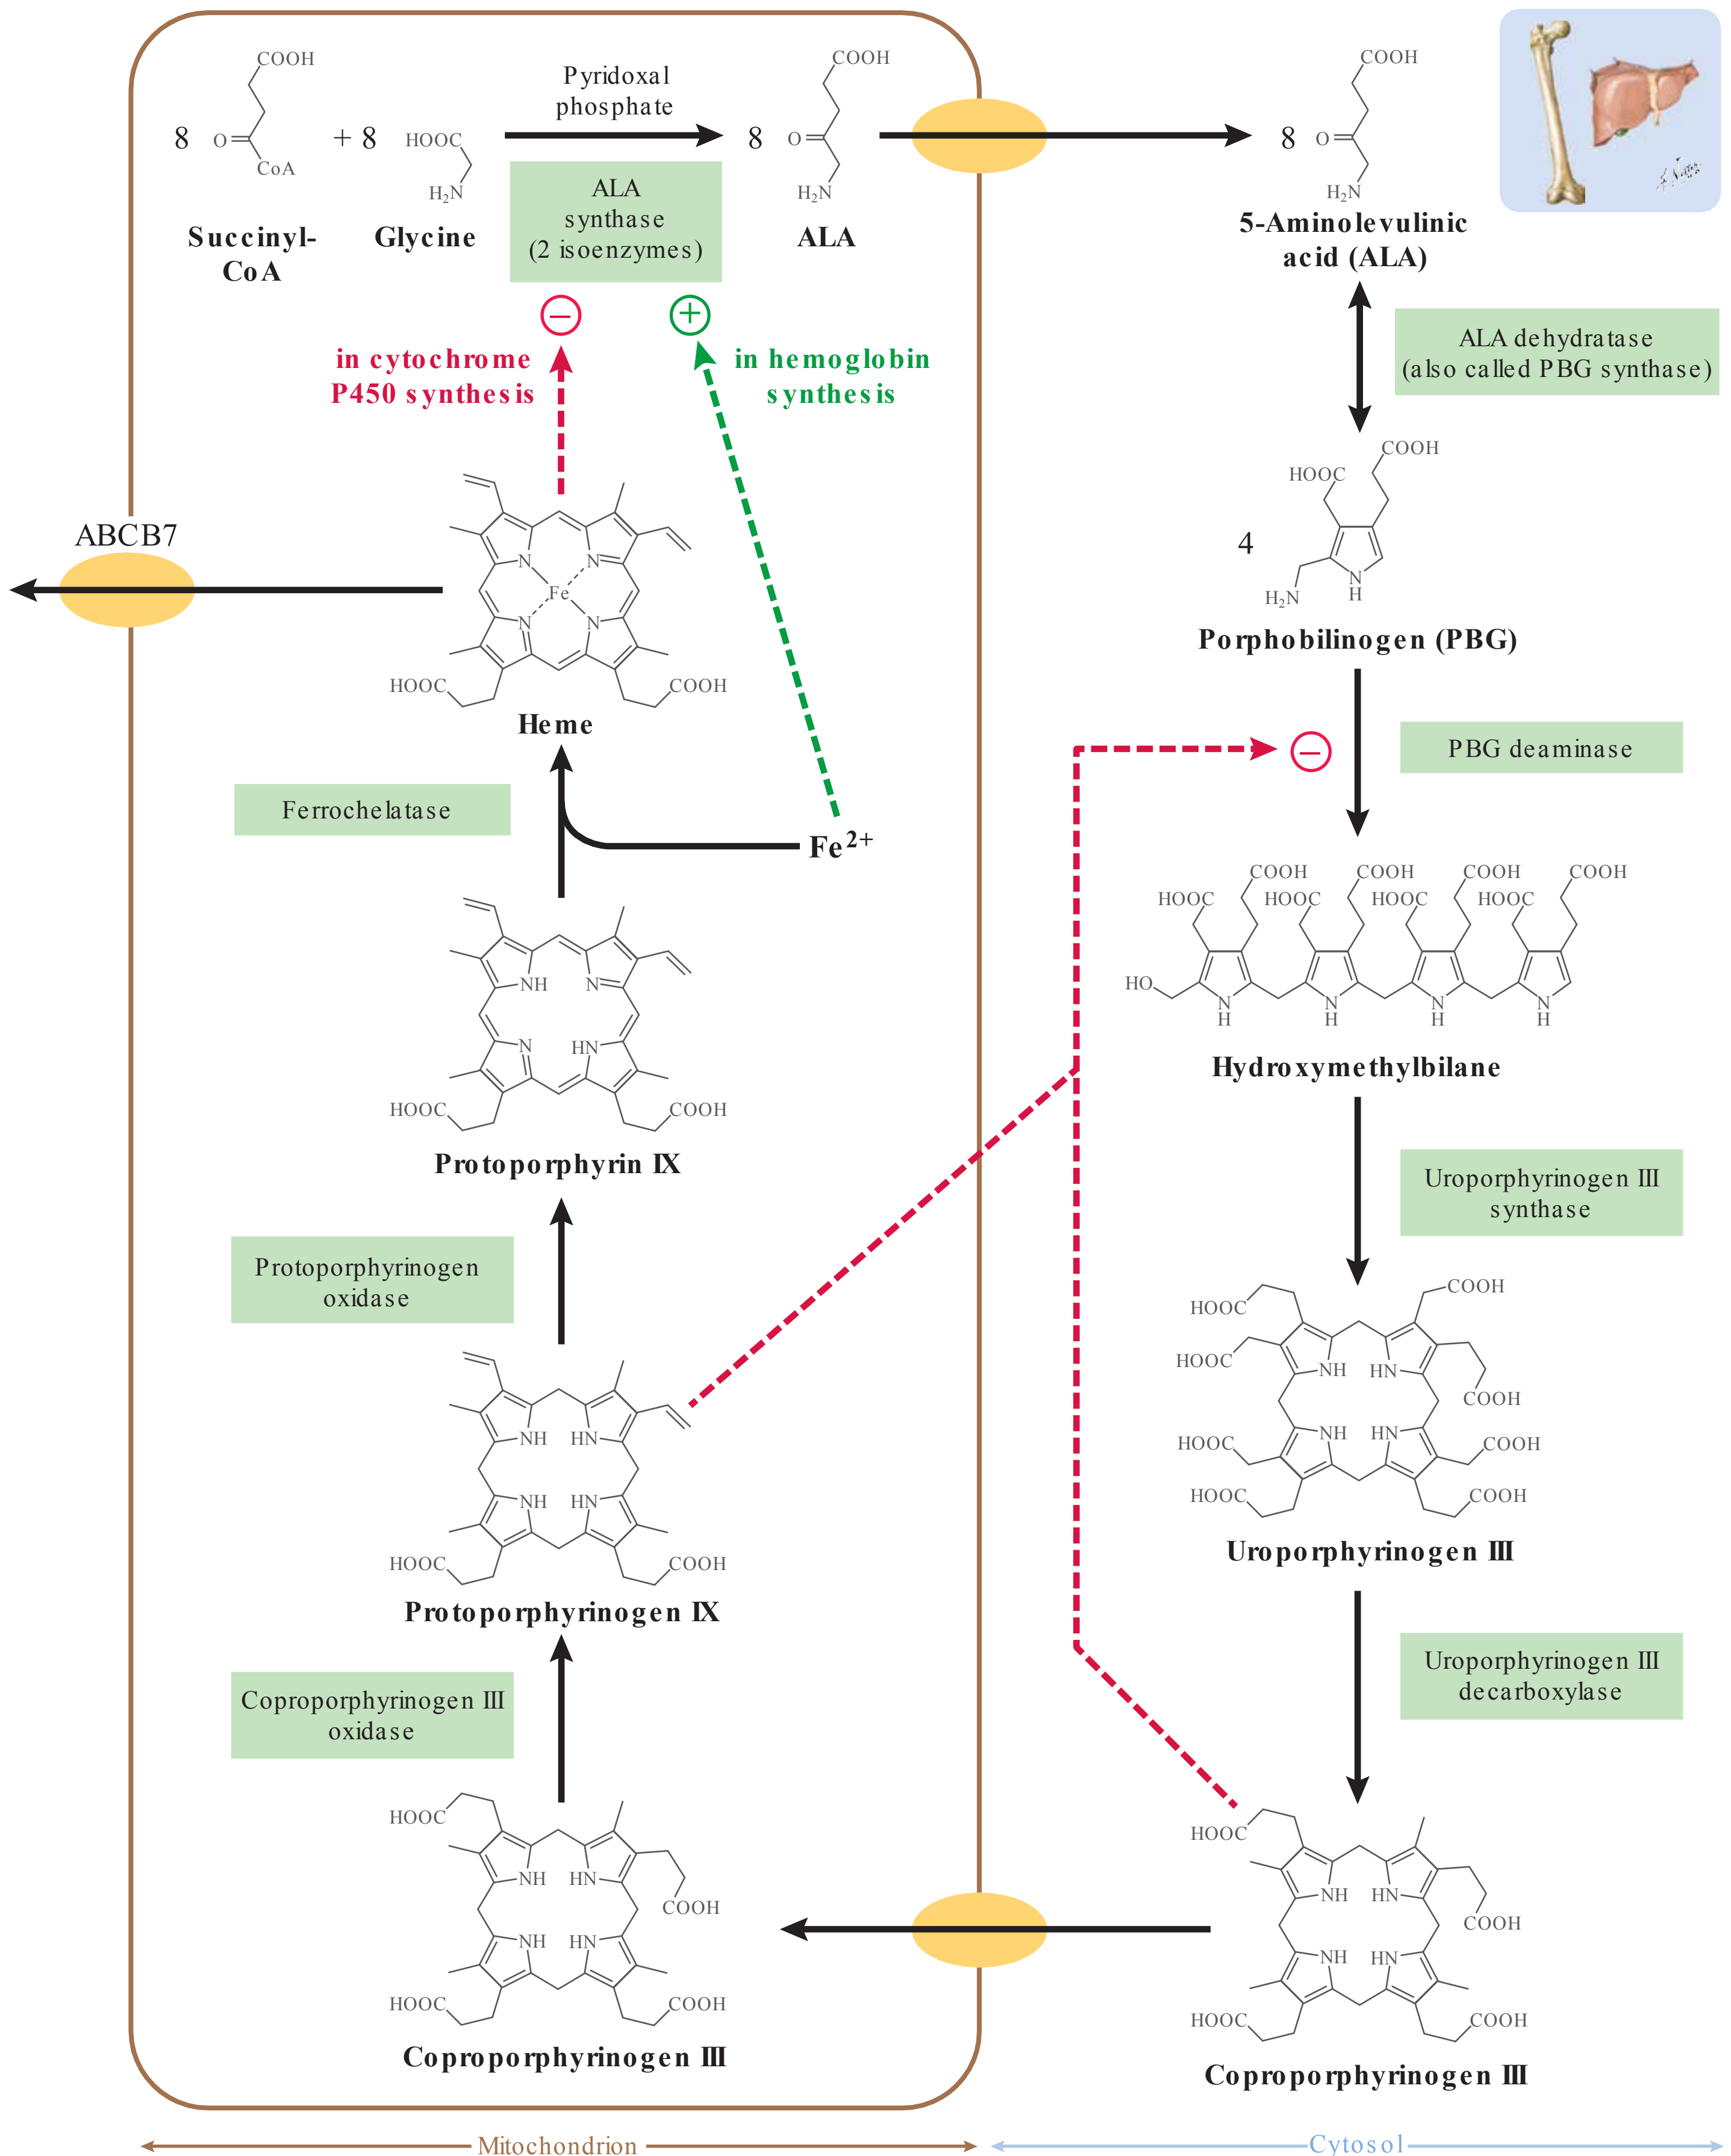 COOH
O
CoA
8
Succinyl-
CoA
+ 8
HOOC
H2N
Glycine
Pyridoxal
phosphate
ALA
synthase
(2 isoenzymes)
8
COOH
O
H2N
ALA
8
COOH
O
H2N
5-Aminolevulinic
acid (ALA)
−
+
in cytochrome
P450 synthesis
in hemoglobin
synthesis
ALA dehydratase
(also called PBG synthase)
COOH
HOOC
4
N
H
H2N
Porphobilinogen (PBG)
ABCB7
N
N
Fe
N
N
HOOC
COOH
Heme
−
PBG deaminase
Ferrochelatase
Fe2+
COOH
COOH
COOH
COOH
HOOC
HOOC
HOOC
HOOC
HO
N
H
N
H
N
H
N
H
Hydroxymethylbilane
NH
N
N
HN
HOOC
COOH
Protoporphyrin IX
Uroporphyrinogen III
synthase
Protoporphyrinogen
oxidase
HOOC
COOH
HOOC
NH
HN
COOH
NH
HN
HOOC
COOH
HOOC
COOH
Uroporphyrinogen III
NH
HN
NH
HN
HOOC
COOH
Protoporphyrinogen IX
Uroporphyrinogen III
decarboxylase
Coproporphyrinogen III
oxidase
HOOC
NH
HN
COOH
NH
HN
HOOC
COOH
Coproporphyrinogen III
HOOC
NH
HN
COOH
NH
HN
HOOC
COOH
Coproporphyrinogen III
Mitochondrion
Cytosol